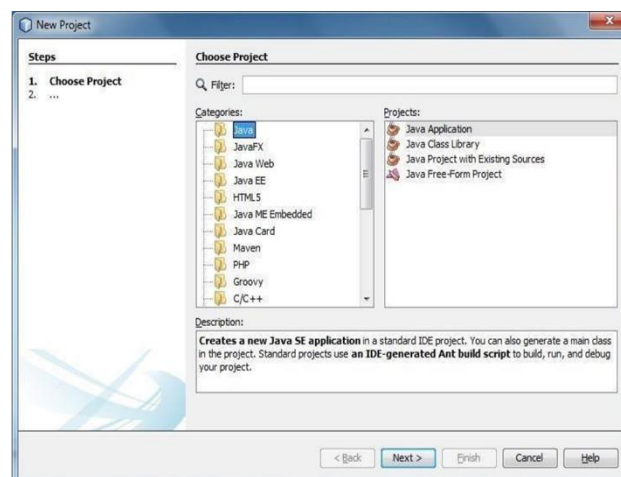 New Project
Steps
1. Choose Project
2. ...
Choose Project
Filter:
Categories:
Java
JavaFX
Java Web
Java EE
HTML5
Java ME Embedded
Java Card
Maven
PHP
Groovy
C/C++
Projects:
Java Application
Java Class Library
Java Project with Existing Sources
Java Free-Form Project
Description:
Creates a new Java SE application in a standard IDE project. You can also generate a main class
in the project. Standard projects use an IDE-generated Ant build script to build, run, and debug
your project.
< Back
Next >
Finish
Cancel
Help